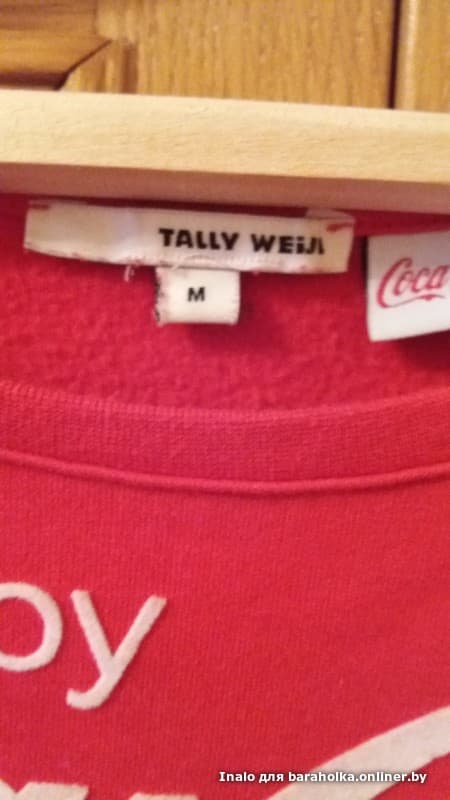 TALLY WEiJL
M
Coca
oy
Inalo для baraholka.onliner.by